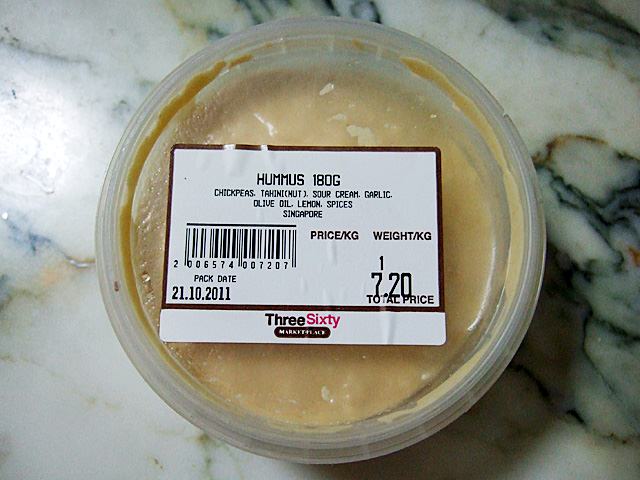 HUMMUS 180G
CHICKPEAS, TAHINI(NUT), SOUR CREAM, GARLIC,
OLIVE OIL, LEMON, SPICES
SINGAPORE
PRICE/KG WEIGHT/KG
2 006574 007207
1
PACK DATE
7.20
21.10.2011
TOTAL PRICE
ThreeSixty
MARKETPLACE